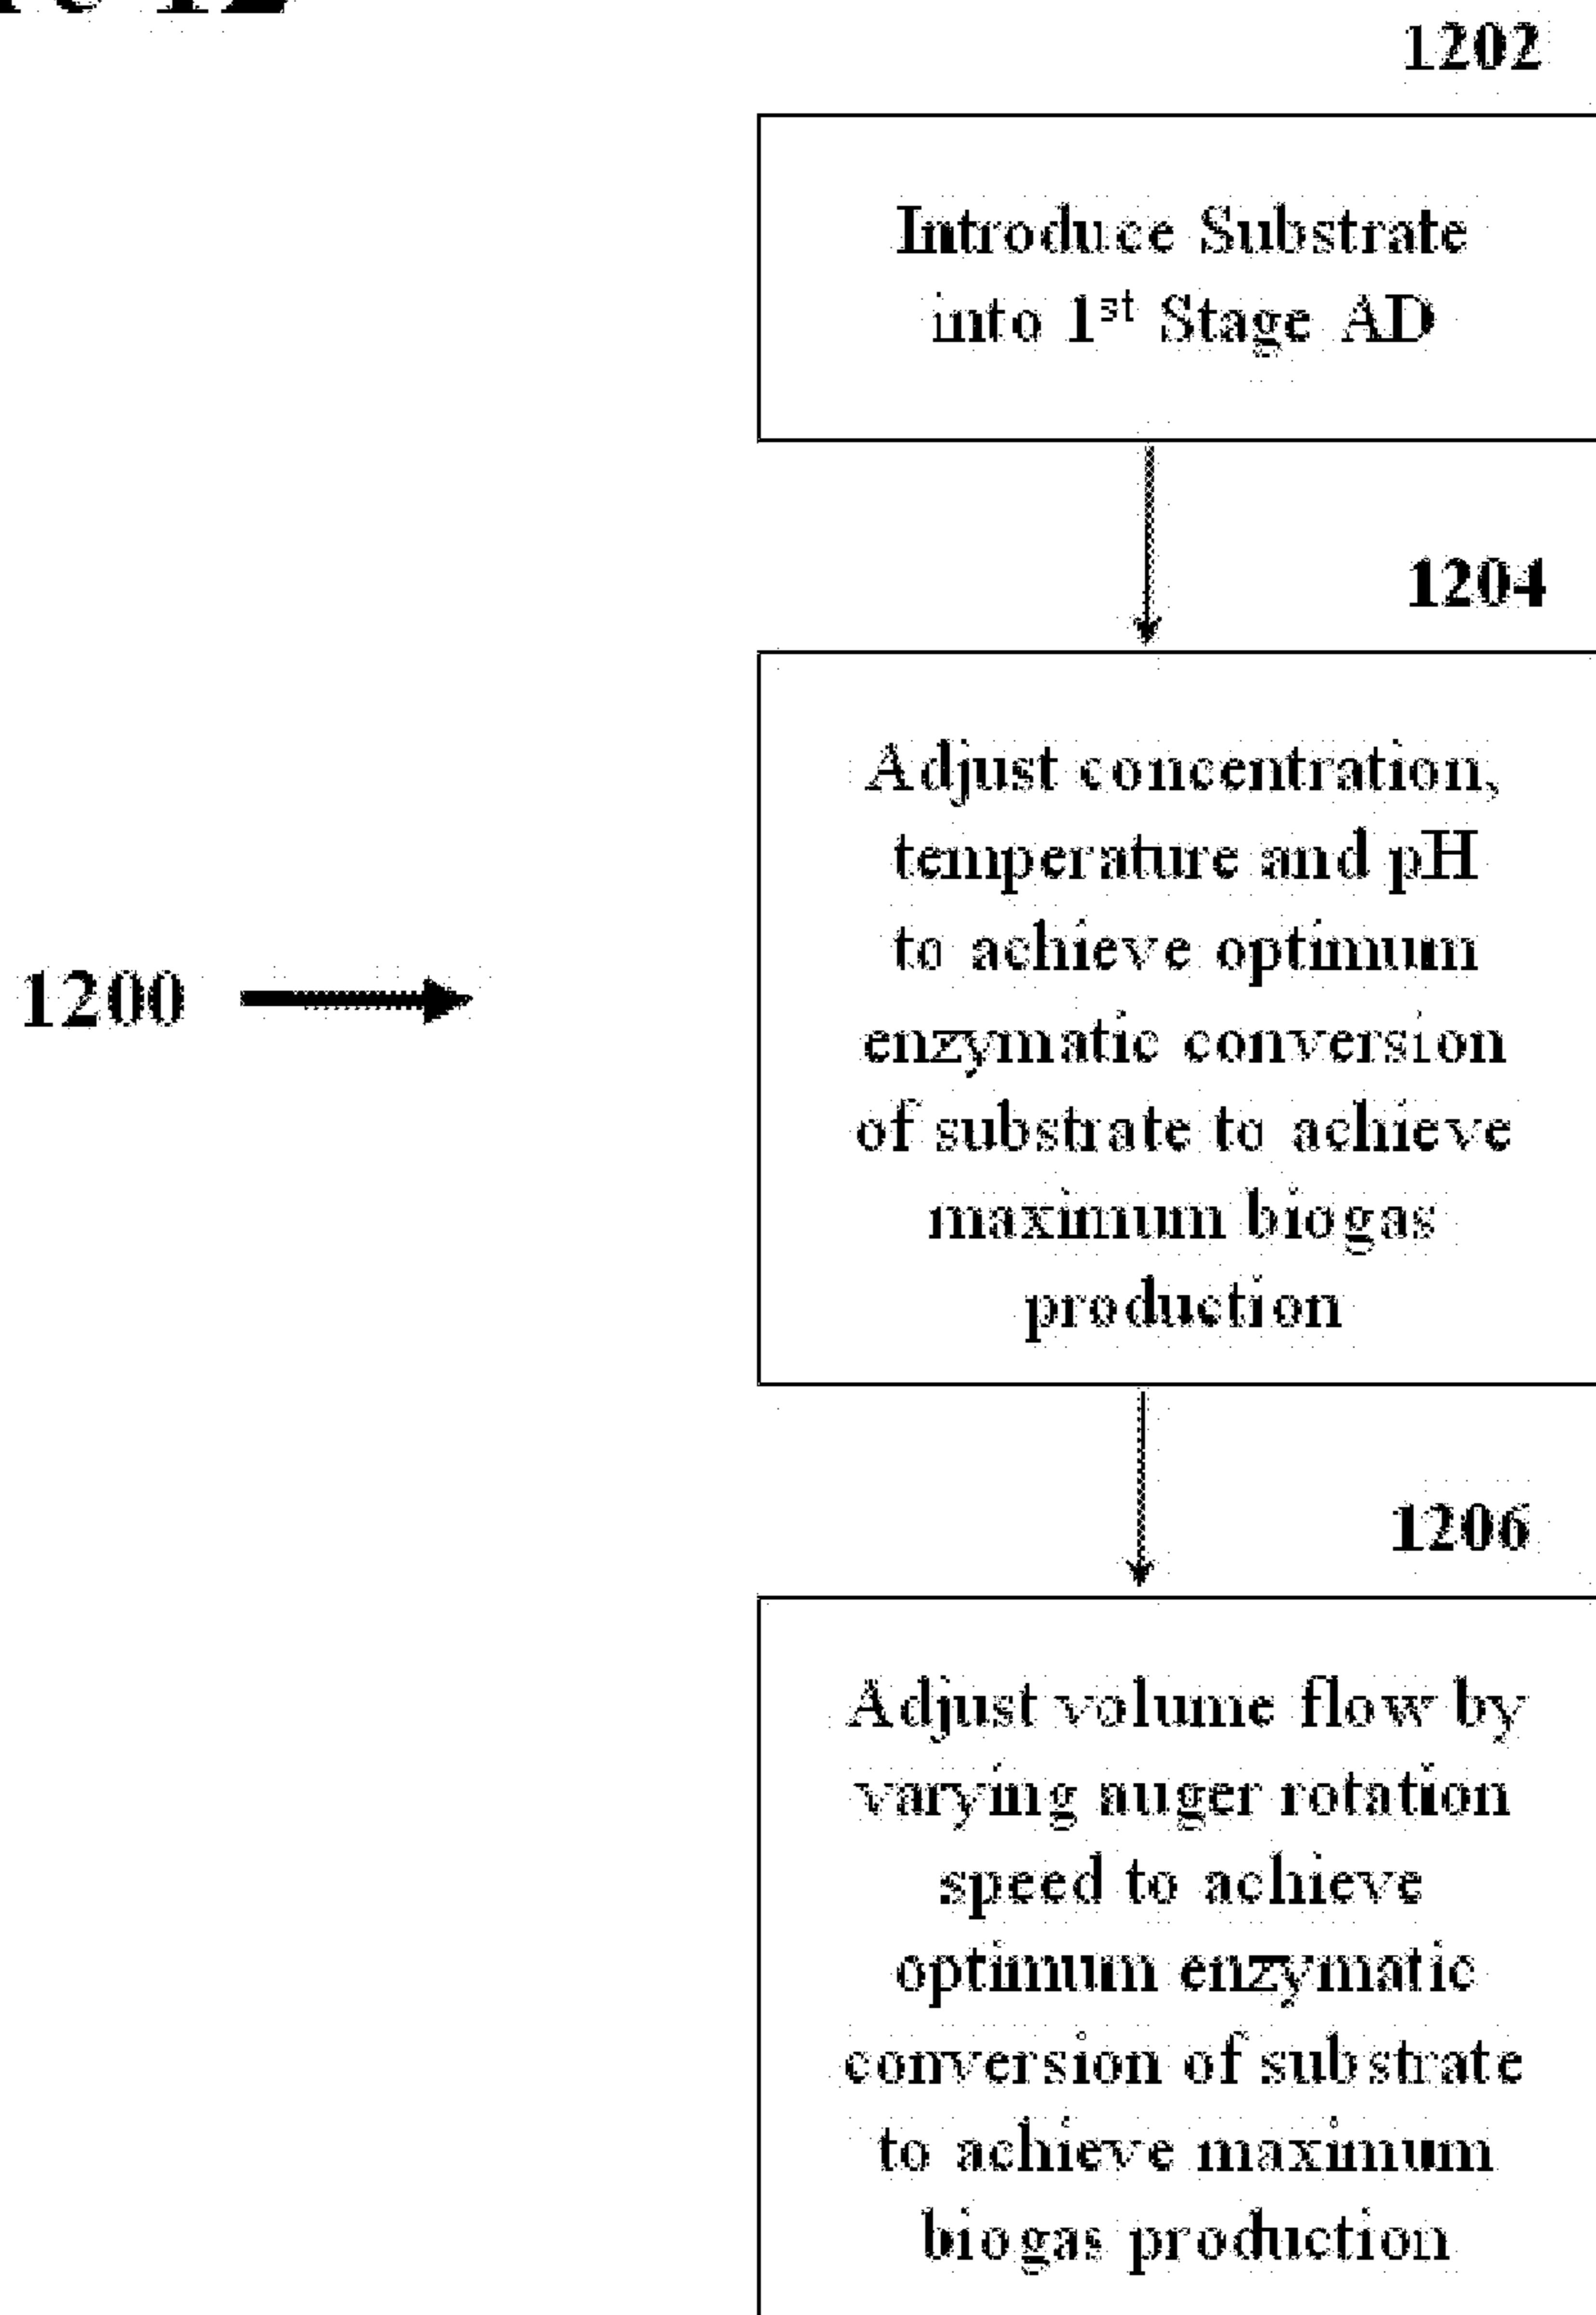 12
1202
Introduce Substrate
into 1st Stage AD
1204
Adjust concentration,
temperature and pH
to achieve optimum
enzymatic conversion
of substrate to achieve
maximum biogas
production
1200
1206
Adjust volume flow by
varying auger rotation
speed to achieve
optimum enzymatic
conversion of substrate
to achieve maximum
biogas production